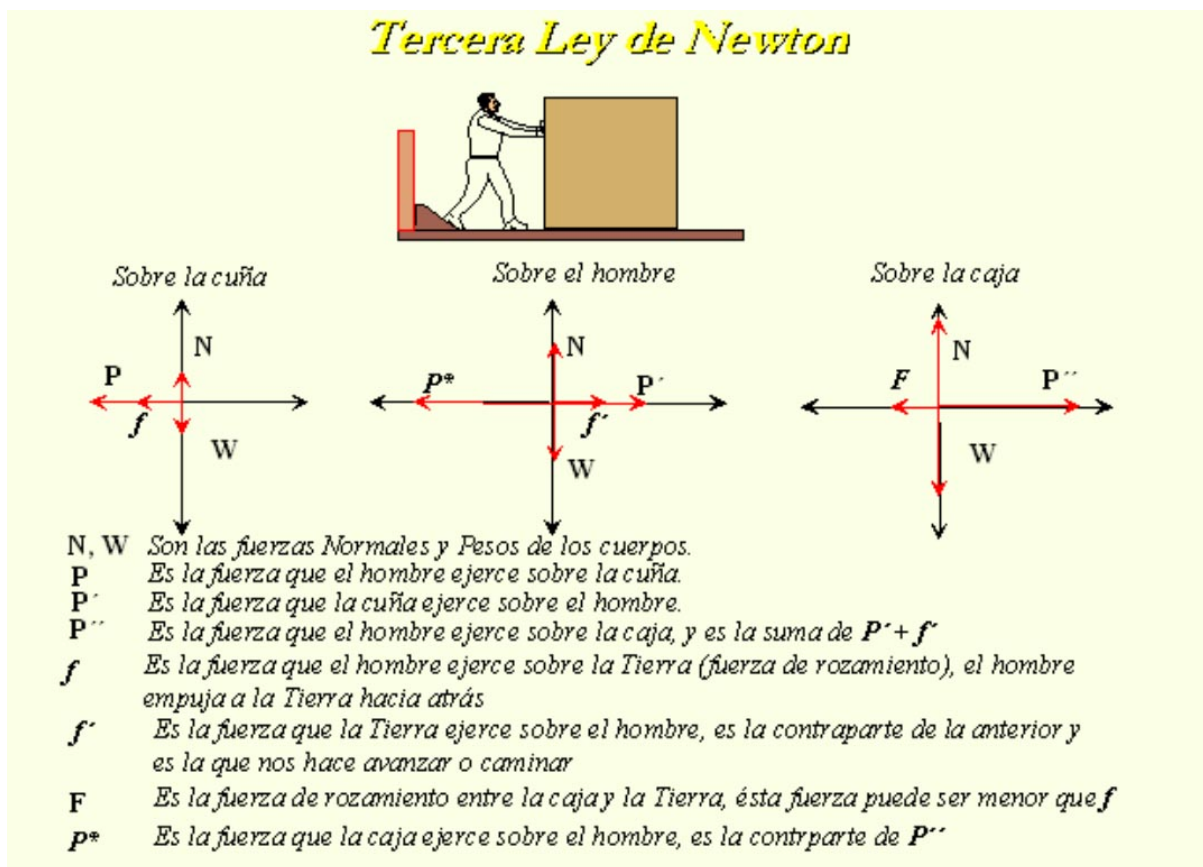 Tercera Ley de Newton
Sobre la cuña
Sobre el hombre
Sobre la caja
N
P
f
W
P*
N
P´
f´
W
F
N
P´´
W
N, W Son las fuerzas Normales y Pesos de los cuerpos.
P Es la fuerza que el hombre ejerce sobre la cuña.
P´ Es la fuerza que la cuña ejerce sobre el hombre.
P´´ Es la fuerza que el hombre ejerce sobre la caja, y es la suma de P´+ f´
f Es la fuerza que el hombre ejerce sobre la Tierra (fuerza de rozamiento), el hombre
empuja a la Tierra hacia atrás
f´ Es la fuerza que la Tierra ejerce sobre el hombre, es la contraparte de la anterior y
es la que nos hace avanzar o caminar
F Es la fuerza de rozamiento entre la caja y la Tierra, ésta fuerza puede ser menor que f
P* Es la fuerza que la caja ejerce sobre el hombre, es la contrparte de P´´